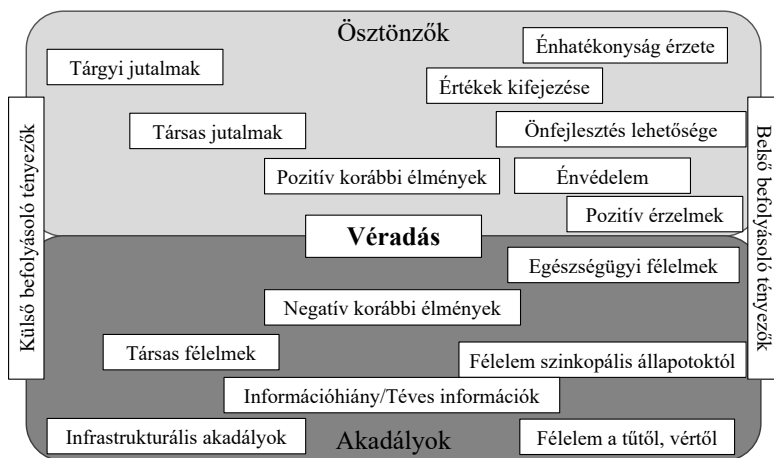 Ösztönzők
Énhatékonyság érzete
Tárgyi jutalmak
Értékek kifejezése
Külső befolyásoló tényezők
Belső befolyásoló tényezők
Társas jutalmak
Önfejlesztés lehetősége
Pozitív korábbi élmények
Énvédelem
Pozitív érzelmek
Véradás
Egészségügyi félelmek
Negatív korábbi élmények
Társas félelmek
Félelem szinkopális állapotoktól
Információhiány/Téves információk
Infrastrukturális akadályok
Akadályok
Félelem a tűtől, vértől